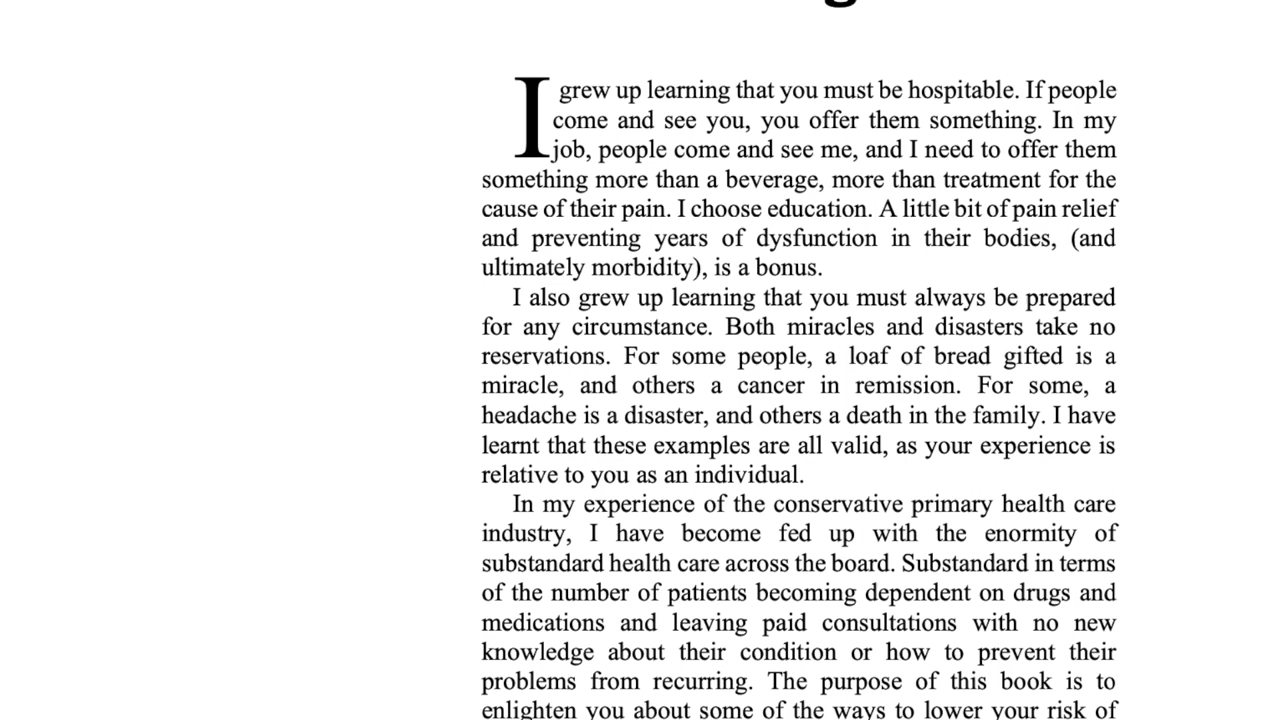 I grew up learning that you must be hospitable. If people
come and see you, you offer them something. In my
job, people come and see me, and I need to offer them
something more than a beverage, more than treatment for the
cause of their pain. I choose education. A little bit of pain relief
and preventing years of dysfunction in their bodies, (and
ultimately morbidity), is a bonus.
I also grew up learning that you must always be prepared
for any circumstance. Both miracles and disasters take no
reservations. For some people, a loaf of bread gifted is a
miracle, and others a cancer in remission. For some, a
headache is a disaster, and others a death in the family. I have
learnt that these examples are all valid, as your experience is
relative to you as an individual.
In my experience of the conservative primary health care
industry, I have become fed up with the enormity of
substandard health care across the board. Substandard in terms
of the number of patients becoming dependent on drugs and
medications and leaving paid consultations with no new
knowledge about their condition or how to prevent their
problems from recurring. The purpose of this book is to
enlighten you about some of the ways to lower your risk of